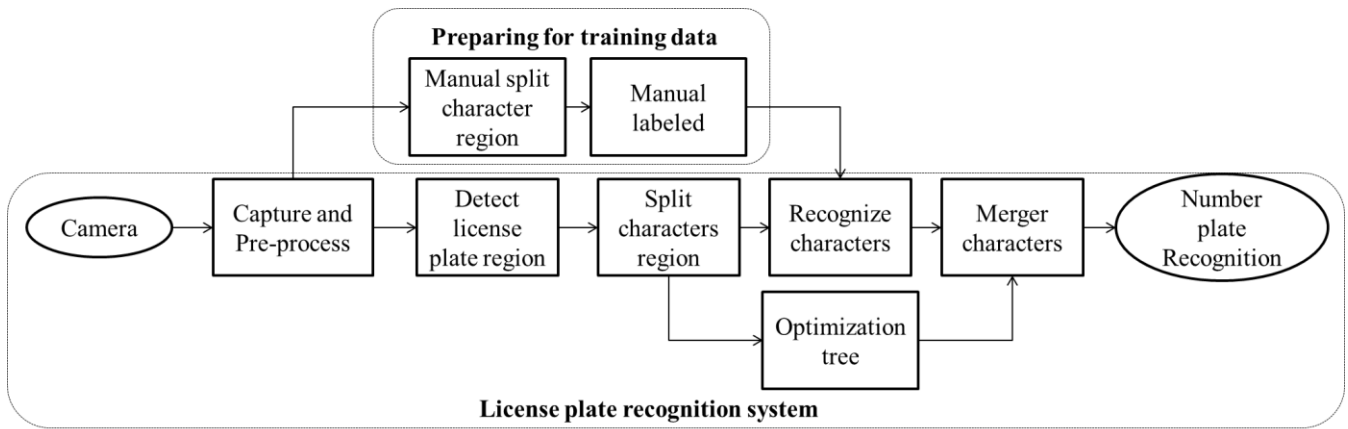 Preparing for training data
Manual split
character
region
Manual
labeled
Camera
Capture and
Pre-process
Detect
license
plate region
Split
characters
region
Recognize
characters
Merger
characters
Number
plate
Recognition
Optimization
tree
License plate recognition system